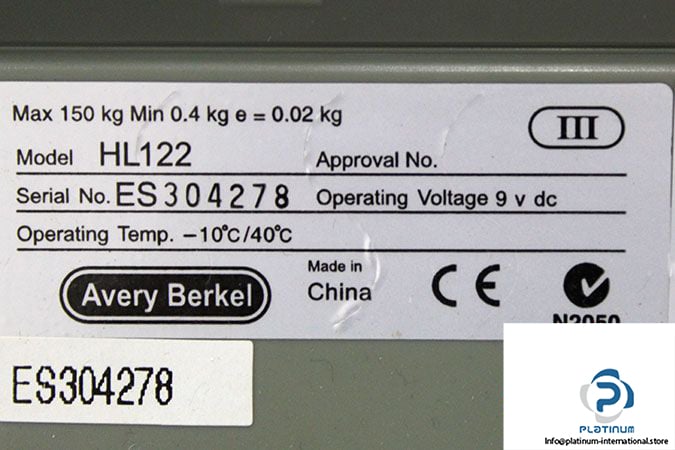 Max 150 kg Min 0.4 kg e = 0.02 kg
III
Model HL122 Approval No.
Serial No. ES304278 Operating Voltage 9 v dc
Operating Temp. –10°C/40°C
Avery Berkel
Made in
China
CE
N2050
ES304278
PLATINUM
Info@platinum-international.store